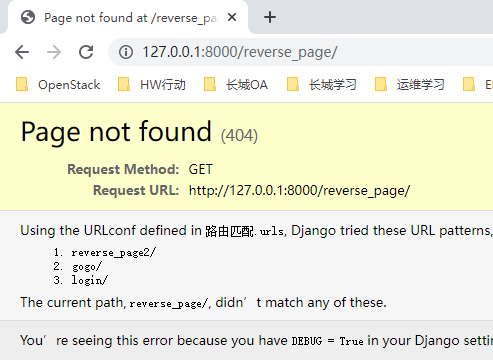 Page not found at /reverse_pa
127.0.0.1:8000/reverse_page/
OpenStack HW行动 长城OA 长城学习 运维学习
Page not found (404)
Request Method: GET
Request URL: http://127.0.0.1:8000/reverse_page/
Using the URLconf defined in 路由匹配.urls, Django tried these URL patterns,
1. reverse_page2/
2. gogo/
3. login/
The current path, reverse_page/, didn’t match any of these.
You’re seeing this error because you have DEBUG = True in your Django settin